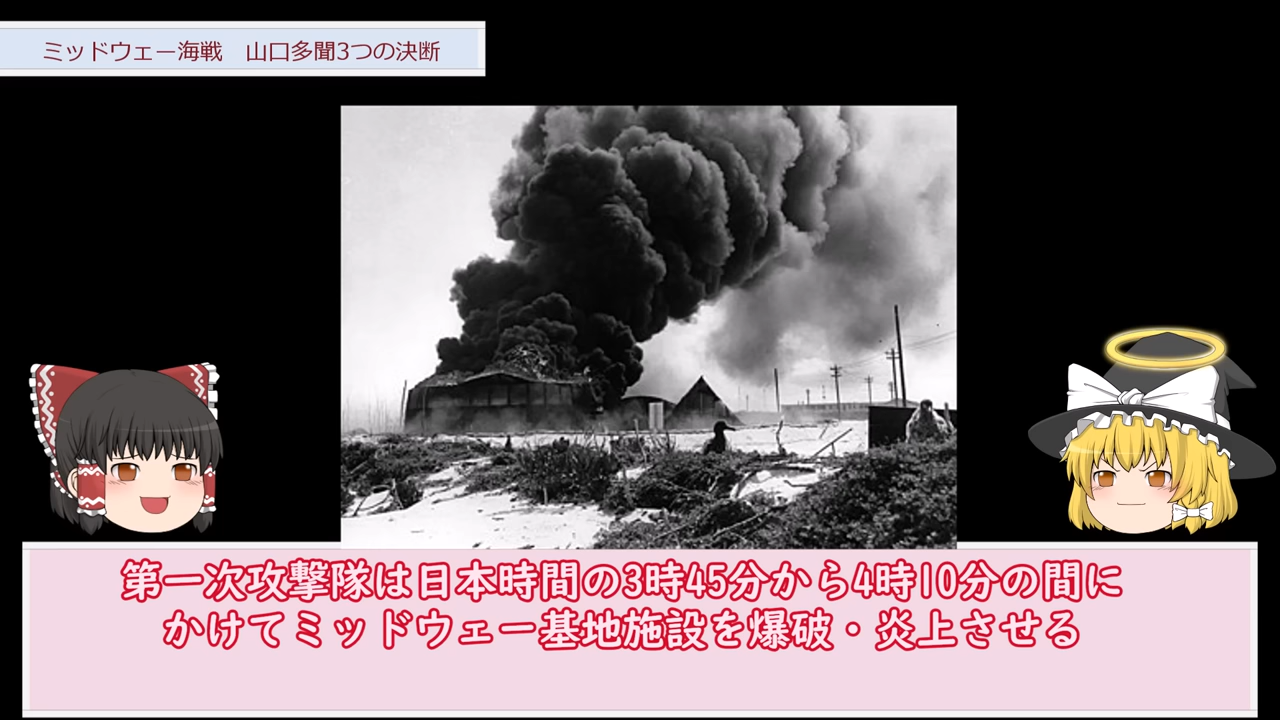 ミッドウェー海戦　山口多聞3つの決断
第一次攻撃隊は日本時間の3時45分から4時10分の間に
かけてミッドウェー基地施設を爆破・炎上させる